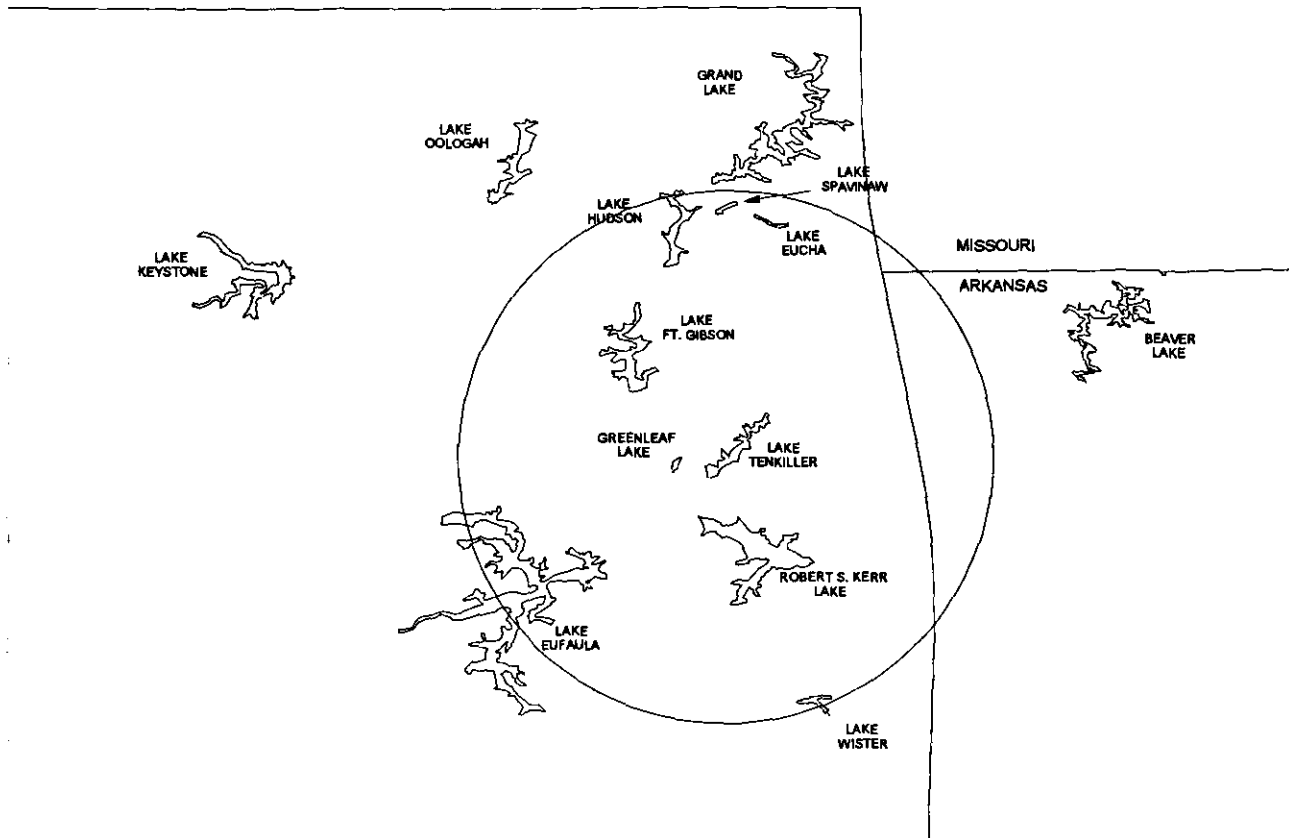 GRAND
LAKE
LAKE
OOLOGAH
LAKE
SPAVINAW
LAKE
HUDSON
LAKE
EUCHA
MISSOURI
LAKE
KEYSTONE
ARKANSAS
LAKE
FT. GIBSON
BEAVER
LAKE
GREENLEAF
LAKE
LAKE
TENKILLER
ROBERT S. KERR
LAKE
LAKE
EUFAULA
LAKE
WISTER